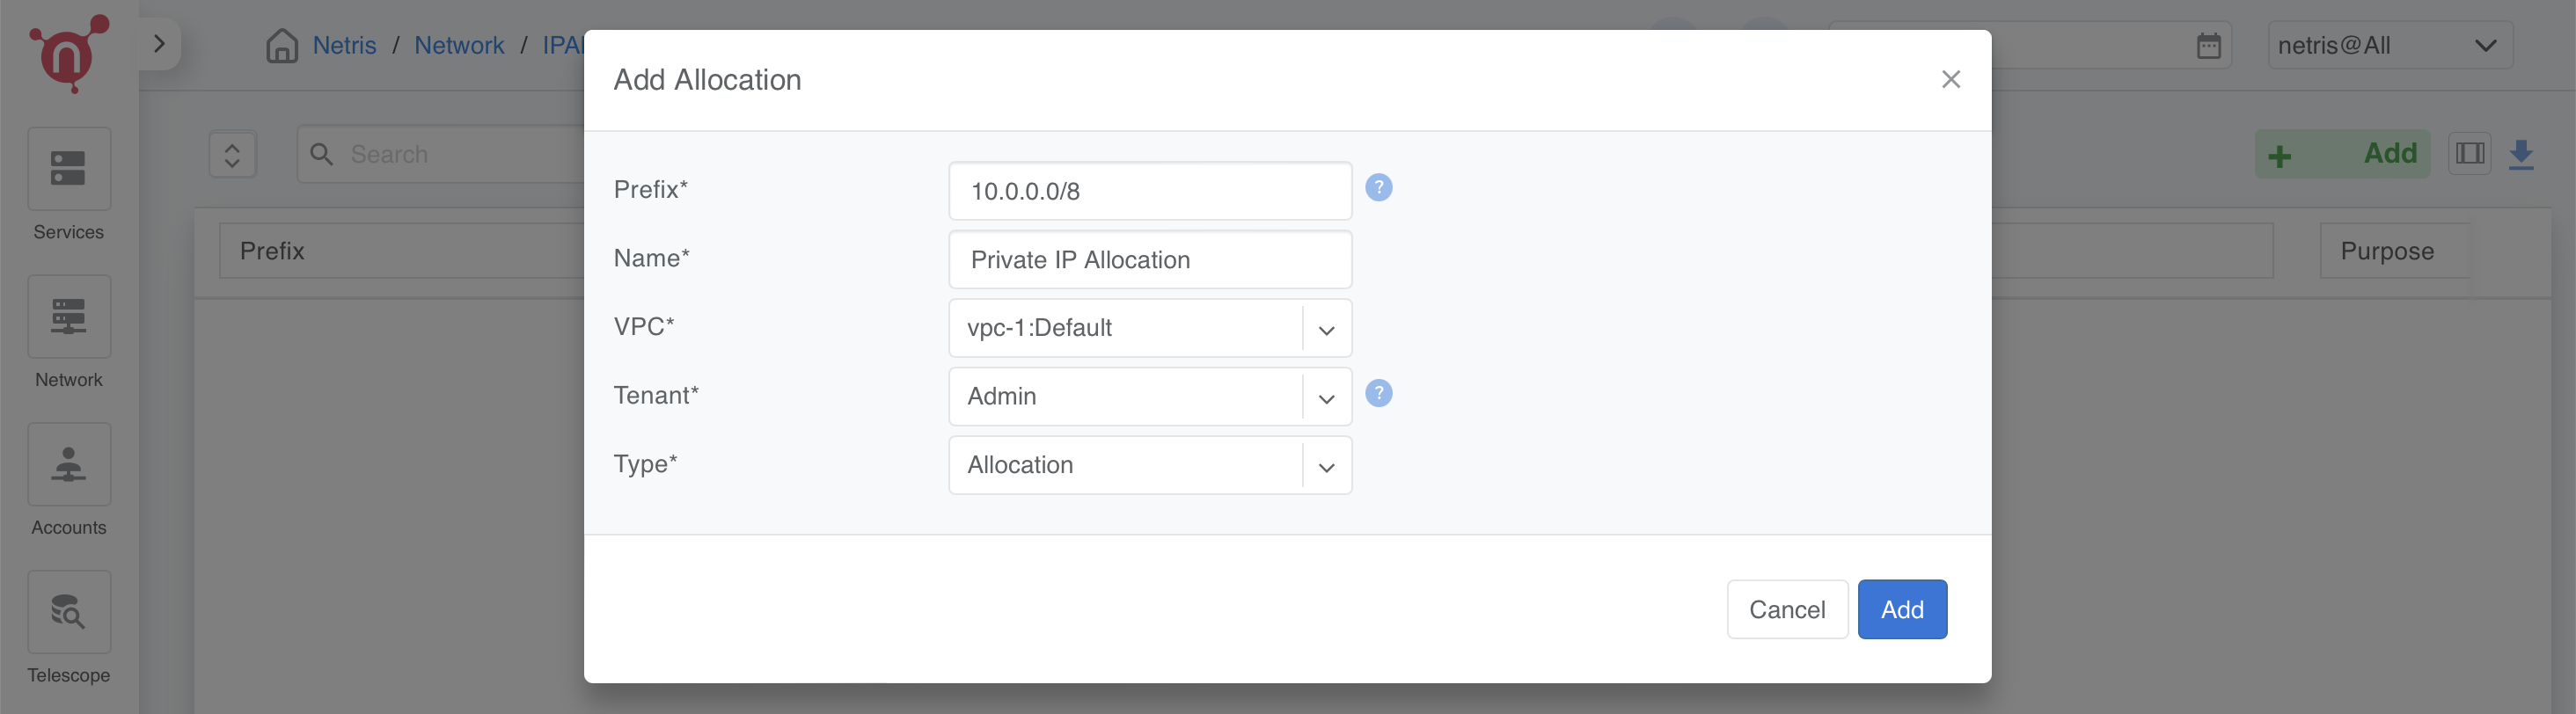 Netris / Network / IPA
netris@All
Add Allocation
Search
Add
Prefix* 10.0.0.0/8 ?
Prefix
Purpose
Name* Private IP Allocation
VPC* vpc-1:Default
Tenant* Admin ?
Type* Allocation
Cancel Add
Services
Network
Accounts
Telescope